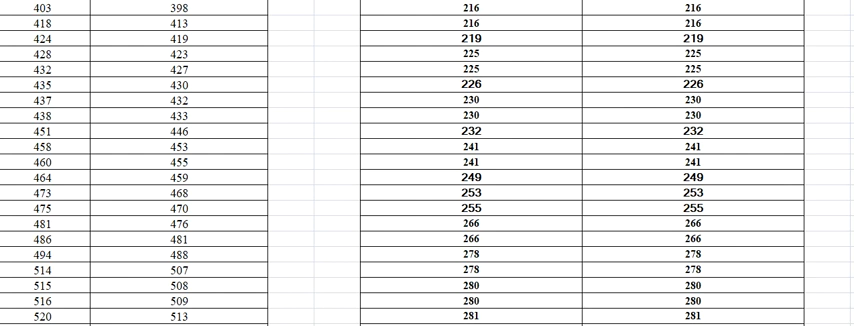 403 398 216 216
418 413 216 216
424 419 219 219
428 423 225 225
432 427 225 225
435 430 226 226
437 432 230 230
438 433 230 230
451 446 232 232
458 453 241 241
460 455 241 241
464 459 249 249
473 468 253 253
475 470 255 255
481 476 266 266
486 481 266 266
494 488 278 278
514 507 278 278
515 508 280 280
516 509 280 280
520 513 281 281